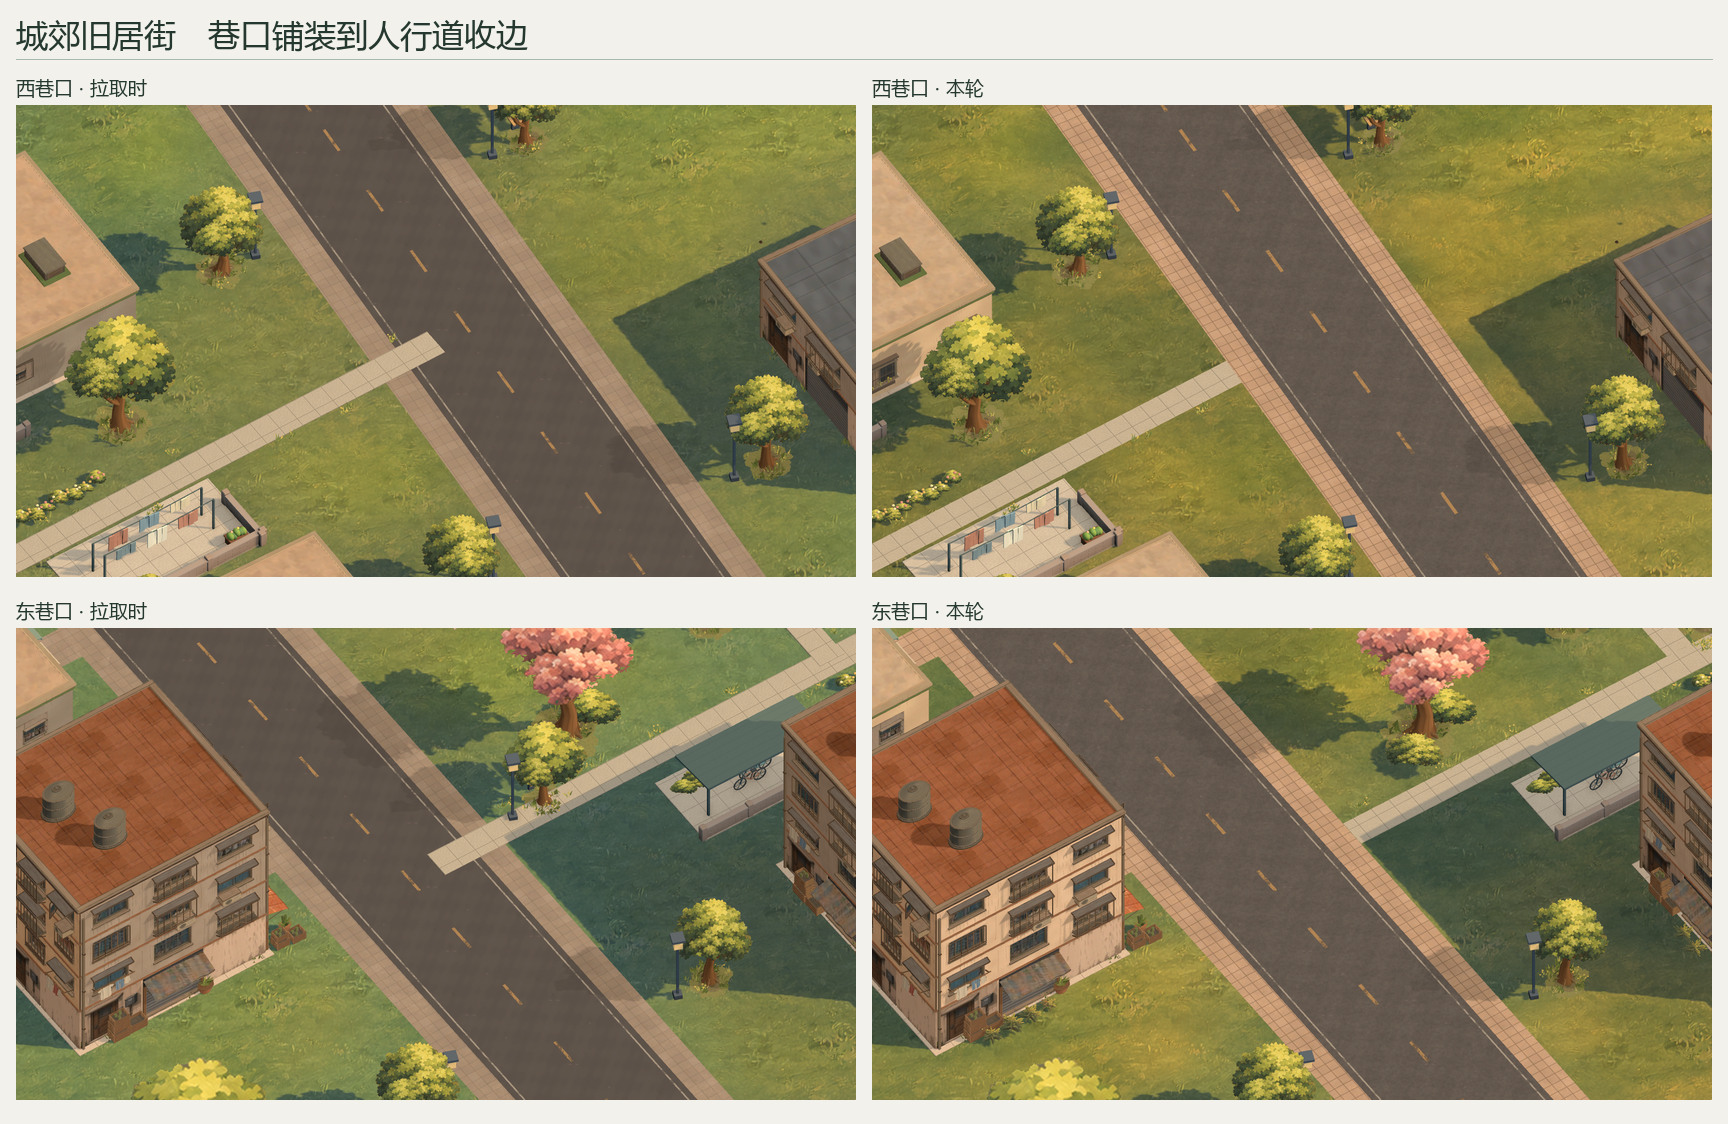 城郊旧居街　巷口铺装到人行道收边
西巷口 · 拉取时
西巷口 · 本轮
东巷口 · 拉取时
东巷口 · 本轮